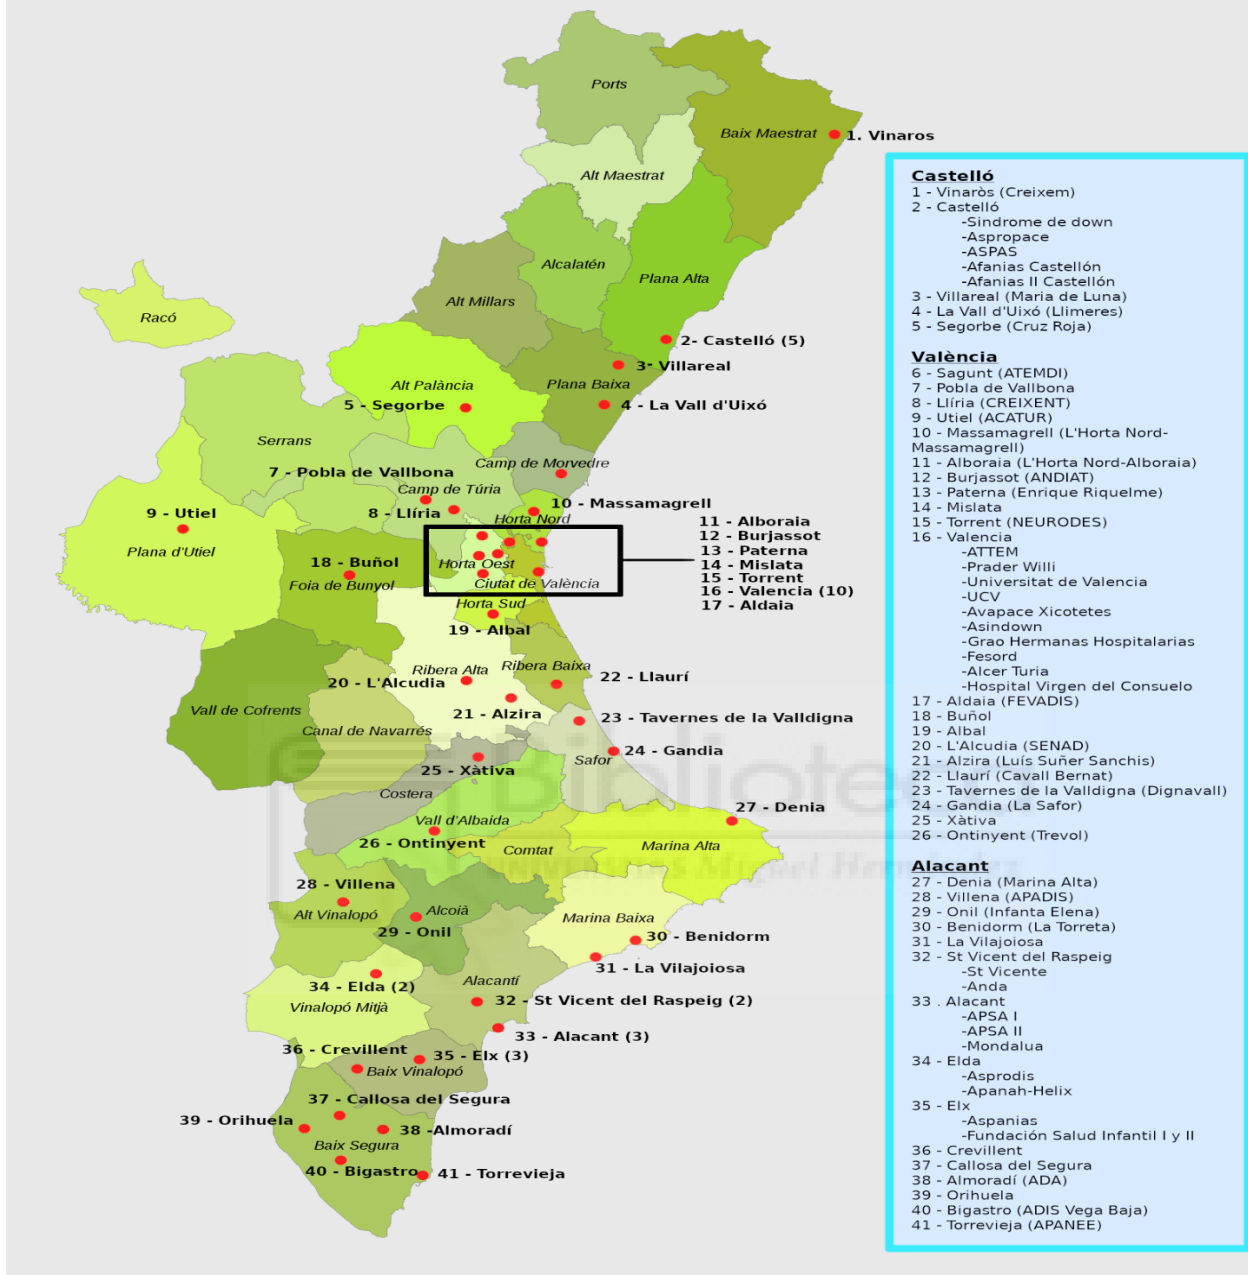 Ports
Baix Maestrat
1. Vinaros
Alt Maestrat
Alcalatén
Plana Alta
Alt Millars
Racó
2- Castelló (5)
3- Villareal
Plana Baixa
Alt Palància
5 - Segorbe
4 - La Vall d'Uixó
Serrans
Camp de Morvedre
7 - Pobla de Vallbona
Camp de Túria
8 - Llíria
10 - Massamagrell
Horta Nord
9 - Utiel
Plana d'Utiel
18 - Buñol
Foia de Bunyol
Horta Oest
Ciutat de València
11 - Alboraia
12 - Burjassot
13 - Paterna
14 - Mislata
15 - Torrent
16 - Valencia (10)
17 - Aldaia
Horta Sud
19 - Albal
Ribera Alta
Ribera Baixa
20 - L'Alcudia
22 - Llaurí
21 - Alzira
Vall de Cofrents
Canal de Navarrés
23 - Tavernes de la Valldigna
24 - Gandia
Safor
25 - Xàtiva
Costera
27 - Denia
Vall d'Albaida
26 - Ontinyent
Comtat
Marina Alta
28 - Villena
Alt Vinalopó
Alcoià
29 - Onil
Marina Baixa
30 - Benidorm
31 - La Vilajoiosa
34 - Elda (2)
Alacantí
Vinalopó Mitjà
32 - St Vicent del Raspeig (2)
33 - Alacant (3)
36 - Crevillent
35 - Elx (3)
Baix Vinalopó
37 - Callosa del Segura
39 - Orihuela
38 -Almoradí
Baix Segura
40 - Bigastro
41 - Torrevieja
Castelló
1 - Vinaròs (Creixem)
2 - Castelló
-Sindrome de down
-Aspropace
-ASPAS
-Afanias Castellón
-Afanias II Castellón
3 - Villareal (Maria de Luna)
4 - La Vall d'Uixó (Llimeres)
5 - Segorbe (Cruz Roja)
València
6 - Sagunt (ATEMDI)
7 - Pobla de Vallbona
8 - Llíria (CREIXENT)
9 - Utiel (ACATUR)
10 - Massamagrell (L'Horta Nord-
Massamagrell)
11 - Alboraia (L'Horta Nord-Alboraia)
12 - Burjassot (ANDIAT)
13 - Paterna (Enrique Riquelme)
14 - Mislata
15 - Torrent (NEURODES)
16 - Valencia
-ATTEM
-Prader Willi
-Universitat de Valencia
-UCV
-Avapace Xicotetes
-Asindown
-Grao Hermanas Hospitalarias
-Fesord
-Alcer Turia
-Hospital Virgen del Consuelo
17 - Aldaia (FEVADIS)
18 - Buñol
19 - Albal
20 - L'Alcudia (SENAD)
21 - Alzira (Luís Suñer Sanchis)
22 - Llaurí (Cavall Bernat)
23 - Tavernes de la Valldigna (Dignavall)
24 - Gandia (La Safor)
25 - Xàtiva
26 - Ontinyent (Trevol)
Alacant
27 - Denia (Marina Alta)
28 - Villena (APADIS)
29 - Onil (Infanta Elena)
30 - Benidorm (La Torreta)
31 - La Vilajoiosa
32 - St Vicent del Raspeig
-St Vicente
-Anda
33 . Alacant
-APSA I
-APSA II
-Mondalua
34 - Elda
-Asprodis
-Apanah-Helix
35 - Elx
-Aspanias
-Fundación Salud Infantil I y II
36 - Crevillent
37 - Callosa del Segura
38 - Almoradí (ADA)
39 - Orihuela
40 - Bigastro (ADIS Vega Baja)
41 - Torrevieja (APANEE)
Biblioteca
UNIVERSITAS Miguel Hernández